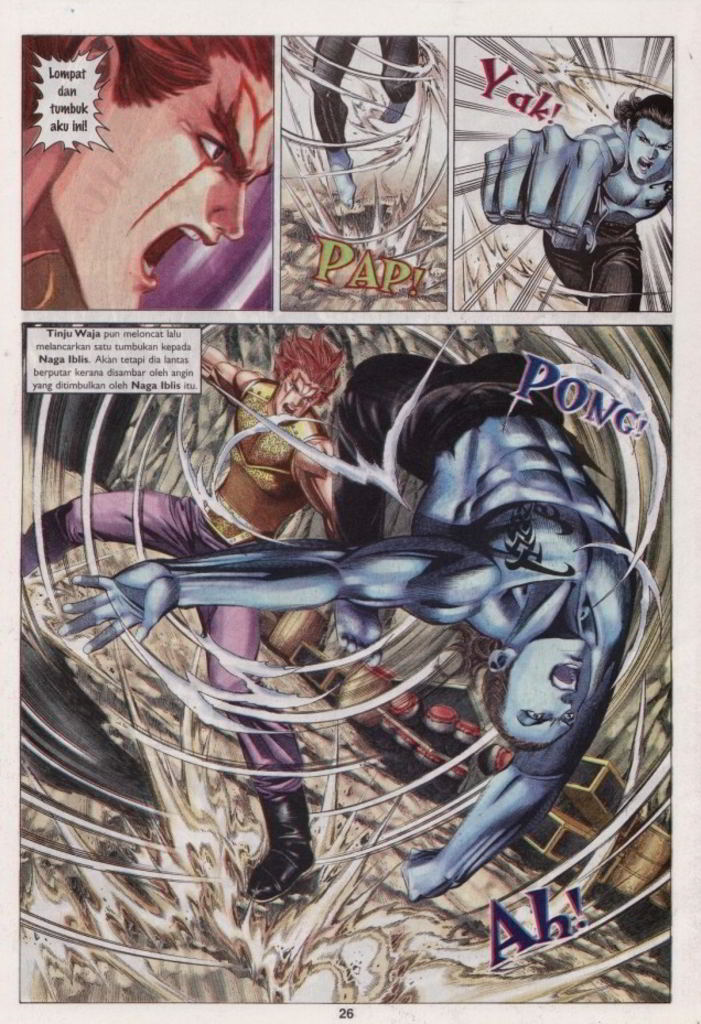 Lompat
dan
tumbuk
aku ini!
PAP!
Yak!
Tinju Waja pun meloncat lalu
melancarkan satu tumbukan kepada
Naga Iblis. Akan tetapi dia lantas
berputar kerana disambar oleh angin
yang ditimbulkan oleh Naga Iblis itu.
PONG!
Ah!
26